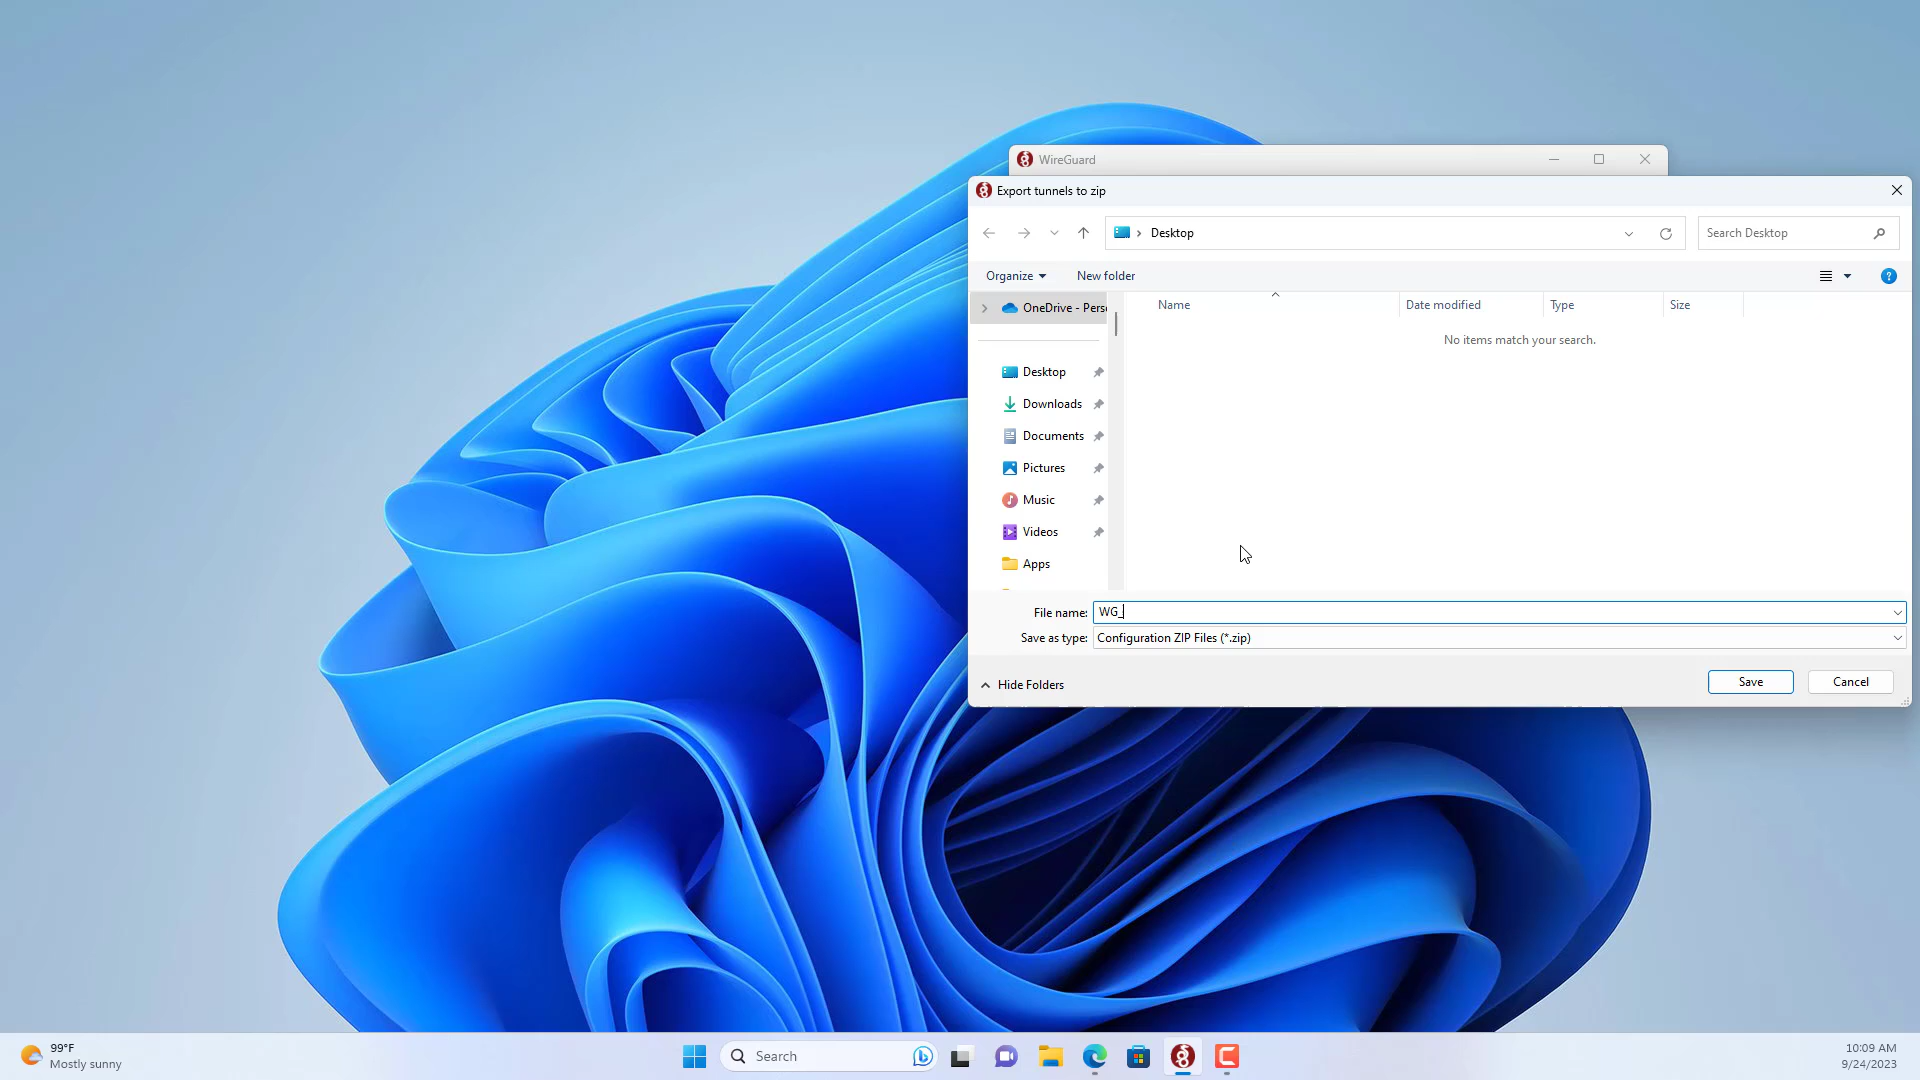 WireGuard
Export tunnels to zip
Desktop
Search Desktop
Organize
New folder
OneDrive - Pers
Name
Date modified
Type
Size
No items match your search.
Desktop
Downloads
Documents
Pictures
Music
Videos
Apps
File name: WG_
Save as type: Configuration ZIP Files (*.zip)
Hide Folders
Save
Cancel
99°F
Mostly sunny
Search
10:09 AM
9/24/2023